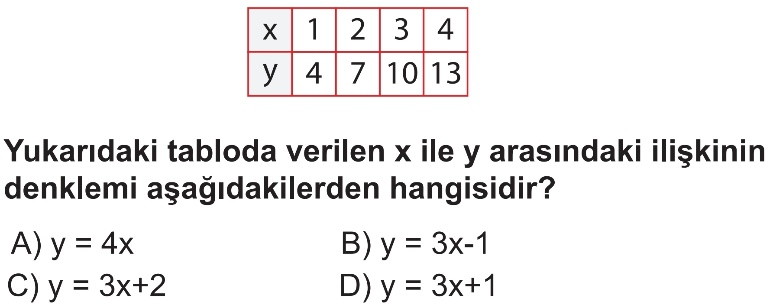 x 1 2 3 4
y 4 7 10 13
Yukarıdaki tabloda verilen x ile y arasındaki ilişkinin
denklemi aşağıdakilerden hangisidir?
A) y = 4x B) y = 3x-1
C) y = 3x+2 D) y = 3x+1